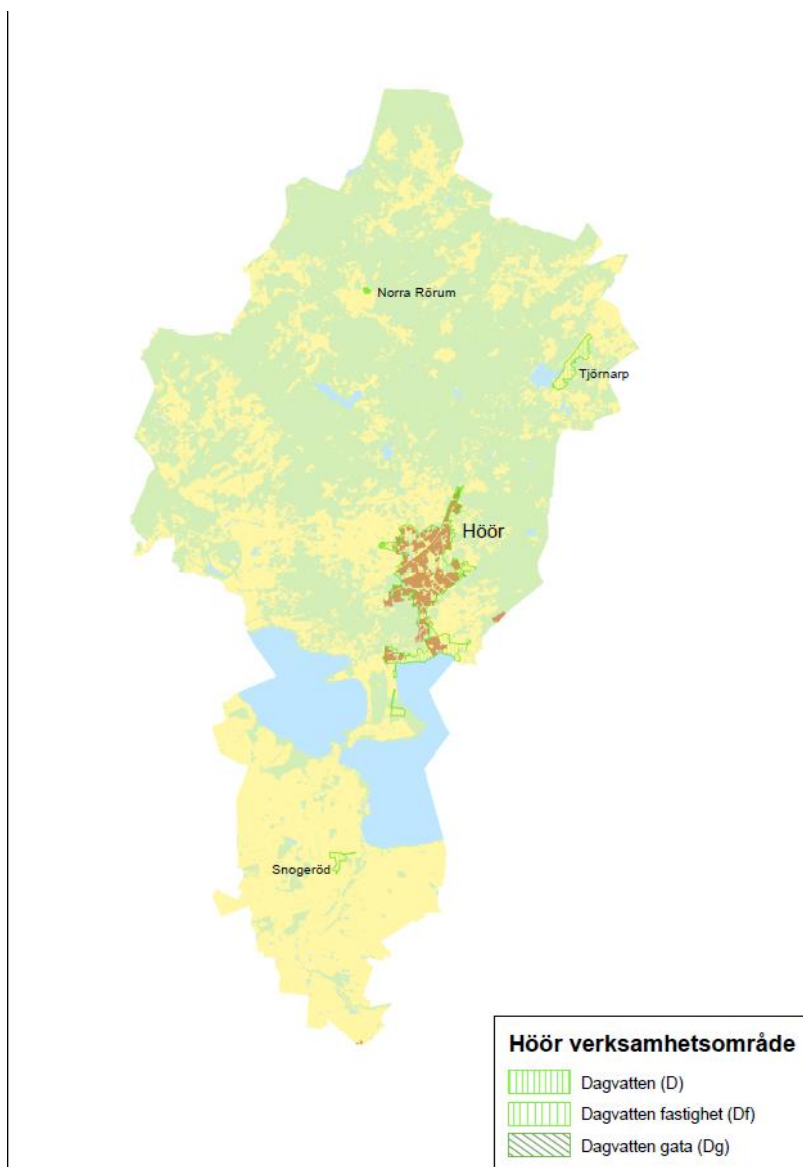 Norra Rörum
Tjörnarp
Höör
Snogeröd
Höör verksamhetsområde
Dagvatten (D)
Dagvatten fastighet (Df)
Dagvatten gata (Dg)